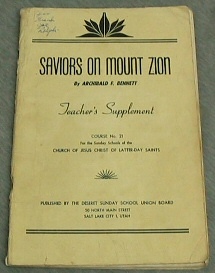 SAVIORS ON MOUNT ZION
By ARCHIBALD F. BENNETT
Teacher's Supplement
COURSE No. 21
For the Sunday Schools of the
CHURCH OF JESUS CHRIST OF LATTER-DAY SAINTS
PUBLISHED BY THE DESERET SUNDAY SCHOOL UNION BOARD
50 NORTH MAIN STREET
SALT LAKE CITY 1, UTAH